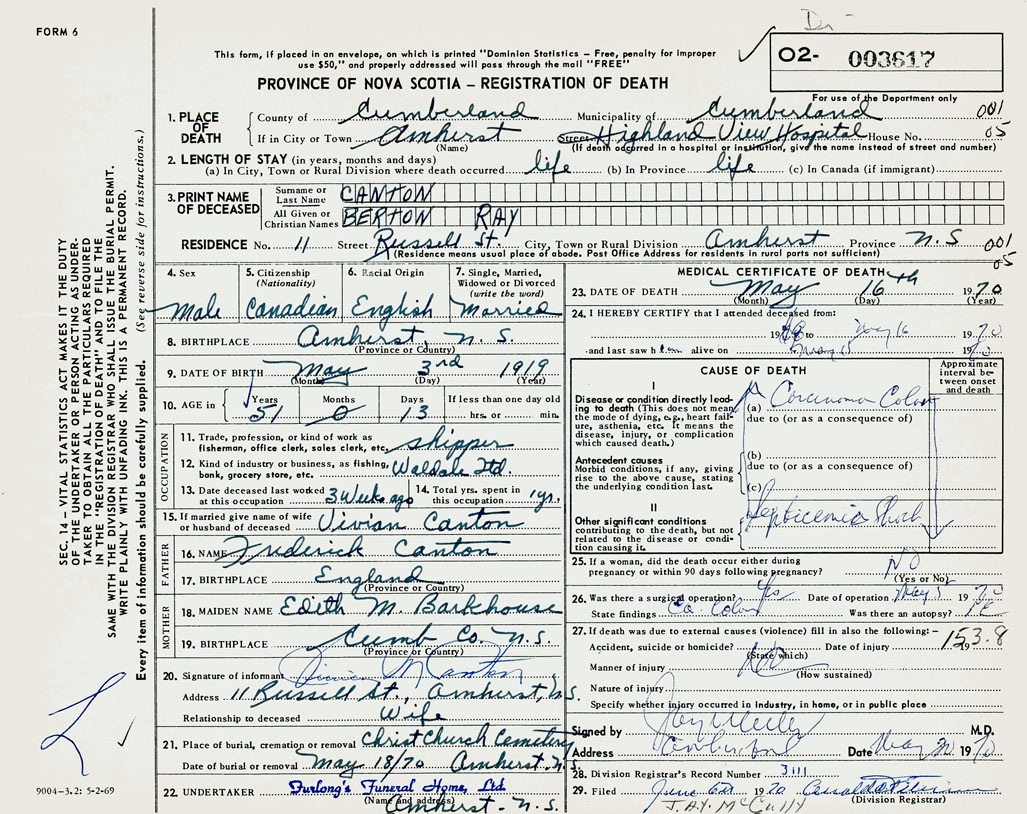 FORM 6
This form, if placed in an envelope, on which is printed "Dominion Statistics – Free, penalty for improper
use $50," and properly addressed will pass through the mail "FREE"
PROVINCE OF NOVA SCOTIA – REGISTRATION OF DEATH
02- 003617
For use of the Department only
1. PLACE OF DEATH
County of Cumberland Municipality of Cumberland 001
If in City or Town Amherst Street Highland View Hospital House No. 05
(Name) (If death occurred in a hospital or institution, give the name instead of street and number)
2. LENGTH OF STAY (in years, months and days)
(a) In City, Town or Rural Division where death occurred life (b) In Province life (c) In Canada (if immigrant)
3. PRINT NAME OF DECEASED
Surname or Last Name CANTON
All Given or Christian Names BERTON RAY
RESIDENCE No. 11 Street Russell St. City, Town or Rural Division Amherst Province N.S 001
(Residence means usual place of abode. Post Office Address for residents in rural parts not sufficient) 05
4. Sex Male
5. Citizenship (Nationality) Canadian
6. Racial Origin English
7. Single, Married, Widowed or Divorced (write the word) Married
8. BIRTHPLACE Amherst, N.S.
(Province or Country)
9. DATE OF BIRTH May 3rd 1919
(Month) (Day) (Year)
10. AGE in Years Months Days If less than one day old
51 0 13 hrs. or min.
OCCUPATION
11. Trade, profession, or kind of work as
fisherman, office clerk, sales clerk, etc. shipper
12. Kind of industry or business, as fishing,
bank, grocery store, etc. Waldale Ltd.
13. Date deceased last worked at this occupation 3 Weeks ago
14. Total yrs. spent in this occupation 1 yrs.
15. If married give name of wife
or husband of deceased Vivian Canton
FATHER
16. NAME Frederick Canton
17. BIRTHPLACE England
(Province or Country)
MOTHER
18. MAIDEN NAME Edith M. Barkhouse
19. BIRTHPLACE Cumb Co. N.S.
(Province or Country)
20. Signature of informant Vivian M Canton
Address 11 Russell St., Amherst, N.S.
Relationship to deceased Wife
21. Place of burial, cremation or removal Christ Church Cemetery
Date of burial or removal May 18/70 Amherst N.S.
22. UNDERTAKER Furlong's Funeral Home, Ltd.
(Name and address)
Amherst - N.S.
MEDICAL CERTIFICATE OF DEATH
23. DATE OF DEATH May 16th 1970
(Month) (Day) (Year)
24. I HEREBY CERTIFY that I attended deceased from:
19 to May 16 1970
and last saw him alive on 1970
CAUSE OF DEATH
Approximate interval between onset and death
I
Disease or condition directly leading
to death (This does not mean
the mode of dying, e.g., heart failure,
asthenia, etc. It means the
disease, injury, or complication
which caused death.)
(a) Carcinoma Colon
due to (or as a consequence of)
Antecedent causes
Morbid conditions, if any, giving
rise to the above cause, stating
the underlying condition last.
(b)
due to (or as a consequence of)
(c)
II
Other significant conditions
contributing to the death, but not
related to the disease or condition
causing it.
Septicemic Shock
25. If a woman, did the death occur either during
pregnancy or within 90 days following pregnancy? No
(Yes or No)
26. Was there a surgical operation? Yes Date of operation May 5 1970
State findings Ca. Colon Was there an autopsy?
27. If death was due to external causes (violence) fill in also the following:–
Accident, suicide or homicide? Date of injury 19
153.8
(State which)
Manner of injury
(How sustained)
Nature of injury
Specify whether injury occurred in industry, in home, or in public place
Signed by M.D.
Address Date May 1970
28. Division Registrar's Record Number 3111
29. Filed June 1970
(Division Registrar)
SEC. 14 – VITAL STATISTICS ACT MAKES IT THE DUTY
OF THE UNDERTAKER OR PERSON ACTING AS UNDERTAKER
TO OBTAIN ALL THE PARTICULARS REQUIRED
IN THE "REGISTRATION OF DEATH" AND TO FILE THE
SAME WITH THE DIVISION REGISTRAR WHO SHALL ISSUE THE BURIAL PERMIT.
WRITE PLAINLY WITH UNFADING INK. THIS IS A PERMANENT RECORD.
Every item of information should be carefully supplied. (See reverse side for instructions.)
9004-3.2: 5-2-69